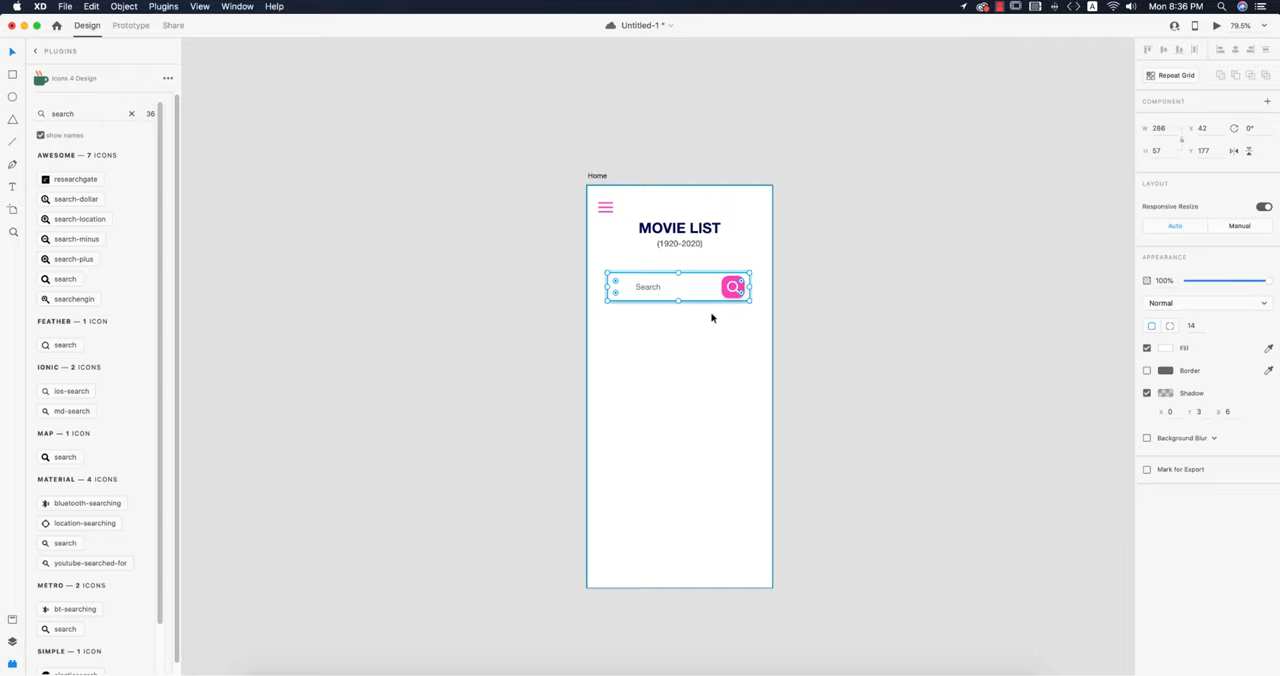 XD File Edit Object Plugins View Window Help
A Mon 8:36 PM
Design Prototype Share
Untitled-1 *
79.5%
PLUGINS
Icons 4 Design
search 36
show names
AWESOME — 7 ICONS
researchgate
search-dollar
search-location
search-minus
search-plus
search
searchengin
FEATHER — 1 ICON
search
IONIC — 2 ICONS
ios-search
md-search
MAP — 1 ICON
search
MATERIAL — 4 ICONS
bluetooth-searching
location-searching
search
youtube-searched-for
METRO — 2 ICONS
bt-searching
search
SIMPLE — 1 ICON
Home
MOVIE LIST
(1920-2020)
Search
Repeat Grid
COMPONENT
W 286 X 42 0°
H 57 Y 177
LAYOUT
Responsive Resize
Auto Manual
APPEARANCE
100%
Normal
14
Fill
Border
Shadow
X 0 Y 3 B 6
Background Blur
Mark for Export